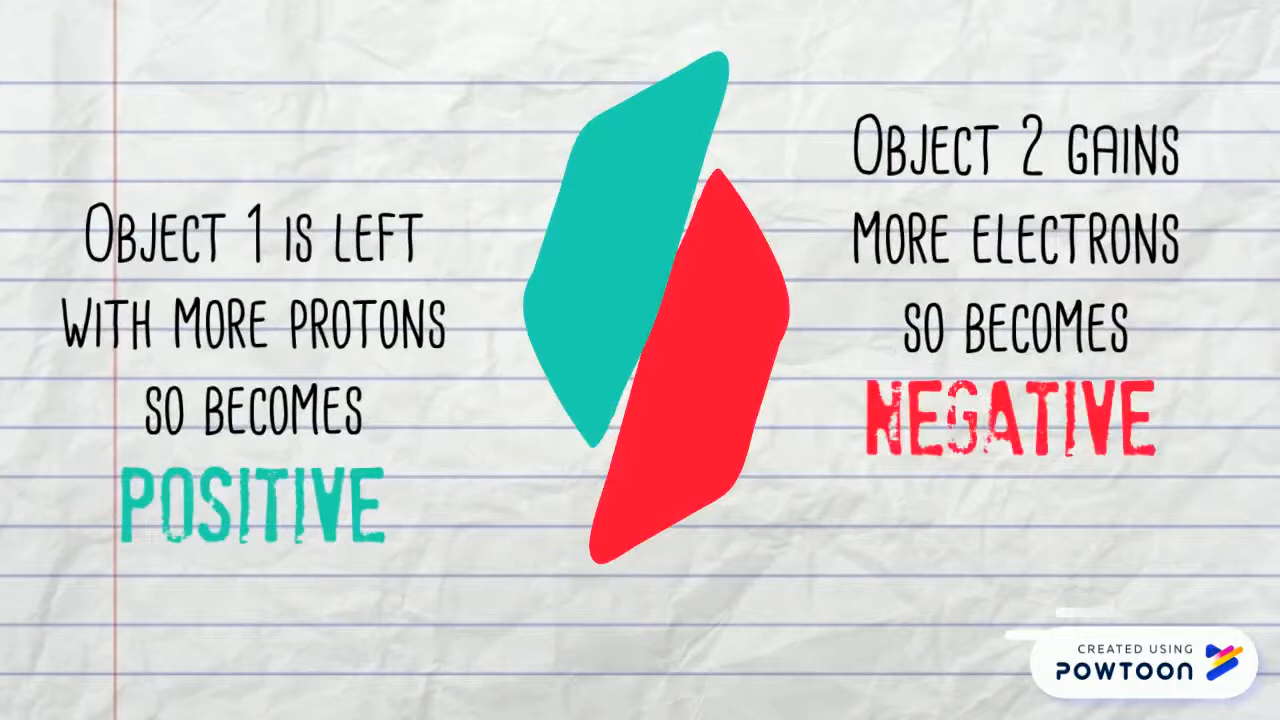 Object 1 is left
with more protons
so becomes
POSITIVE
Object 2 gains
more electrons
so becomes
NEGATIVE
CREATED USING
POWTOON